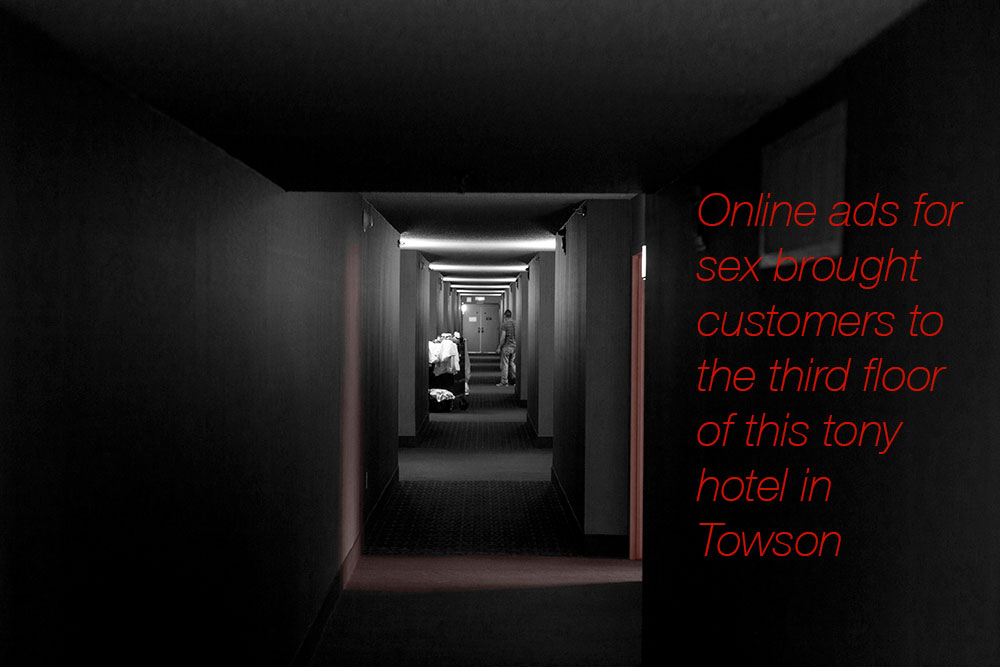 Online ads for
sex brought
customers to
the third floor
of this tony
hotel in
Towson